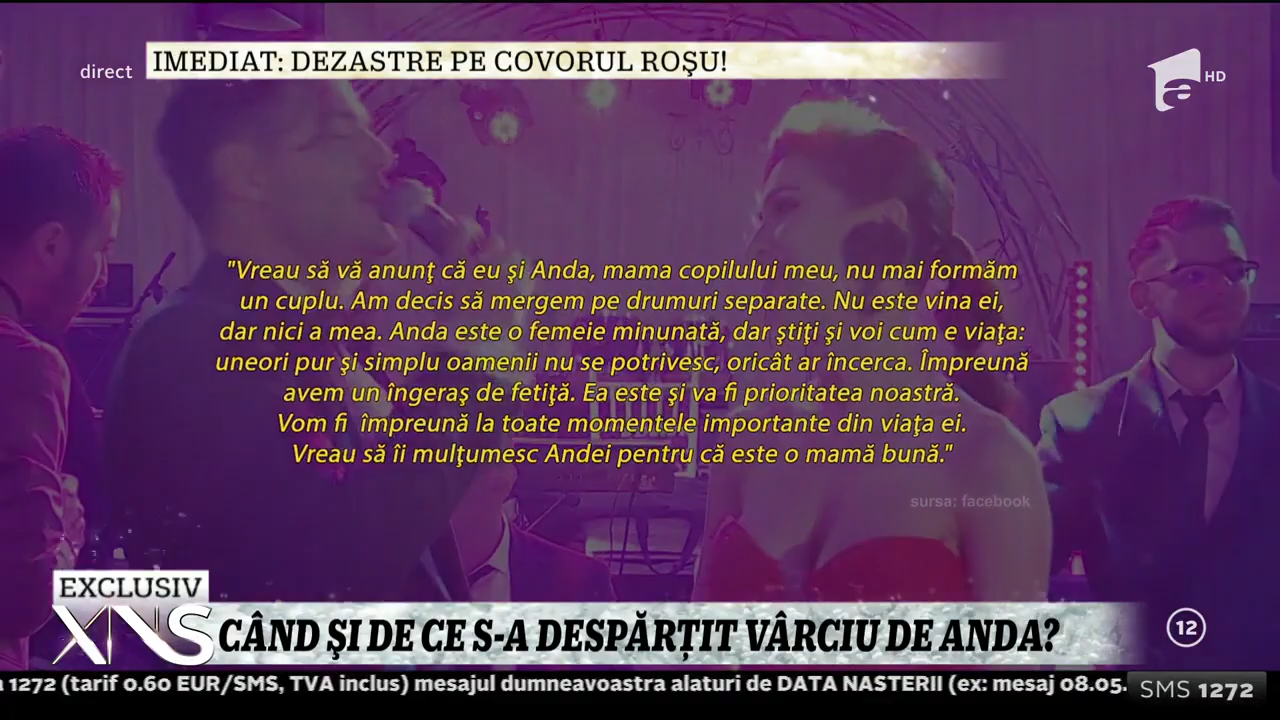 direct
IMEDIAT: DEZASTRE PE COVORUL ROŞU!
HD
"Vreau să vă anunţ că eu şi Anda, mama copilului meu, nu mai formăm
un cuplu. Am decis să mergem pe drumuri separate. Nu este vina ei,
dar nici a mea. Anda este o femeie minunată, dar ştiţi şi voi cum e viaţa:
uneori pur şi simplu oamenii nu se potrivesc, oricât ar încerca. Împreună
avem un îngeraş de fetiţă. Ea este şi va fi prioritatea noastră.
Vom fi împreună la toate momentele importante din viaţa ei.
Vreau să îi mulţumesc Andei pentru că este o mamă bună."
sursa: facebook
EXCLUSIV
XNS
CÂND ŞI DE CE S-A DESPĂRŢIT VÂRCIU DE ANDA?
12
1272 (tarif 0.60 EUR/SMS, TVA inclus) mesajul dumneavoastra alaturi de DATA NASTERII (ex: mesaj 08.05.
SMS 1272